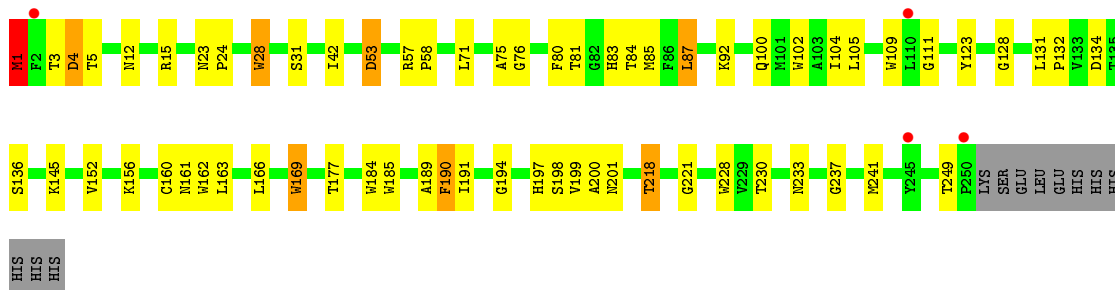 M1 F2 T3 D4 T5 N12 R15 N23 P24 W28 S31 I42 D53 R57 P58 L71 A75 G76 F80 T81 G82 H83 T84 M85 F86 L87 K92 Q100 M101 W102 A103 I104 L105 W109 L110 G111 Y123 G128 L131 P132 V133 D134 T135
S136 K145 V152 K156 C160 N161 W162 L163 L166 W169 T177 W184 W185 A189 F190 I191 G194 H197 S198 V199 A200 N201 T218 G221 W228 V229 T230 N233 G237 M241 Y245 T249 P250 LYS SER GLU LEU GLU HIS HIS HIS
HIS HIS HIS